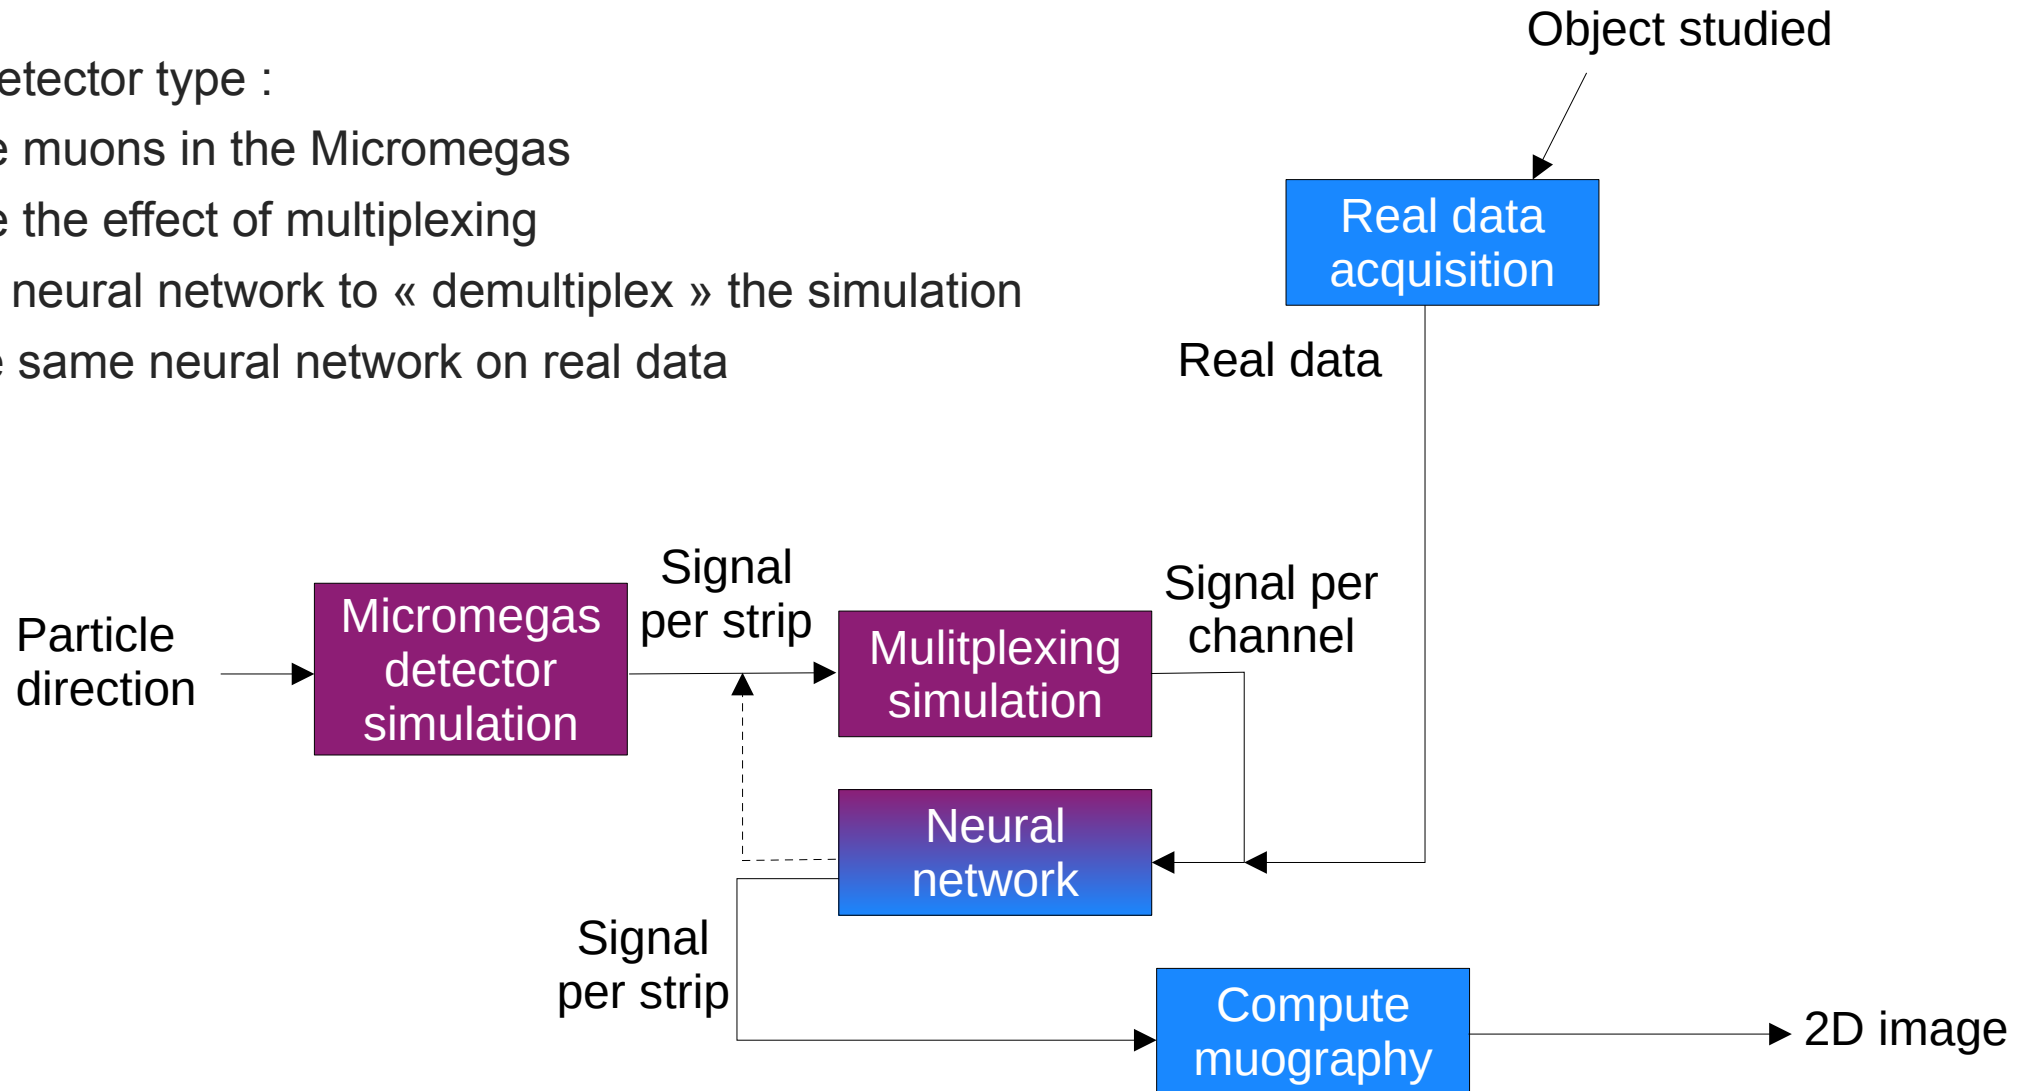 etector type :
e muons in the Micromegas
e the effect of multiplexing
neural network to « demultiplex » the simulation
e same neural network on real data
Object studied
Real data
acquisition
Real data
Particle
direction
Micromegas
detector
simulation
Signal
per strip
Mulitplexing
simulation
Signal per
channel
Neural
network
Signal
per strip
Compute
muography
2D image